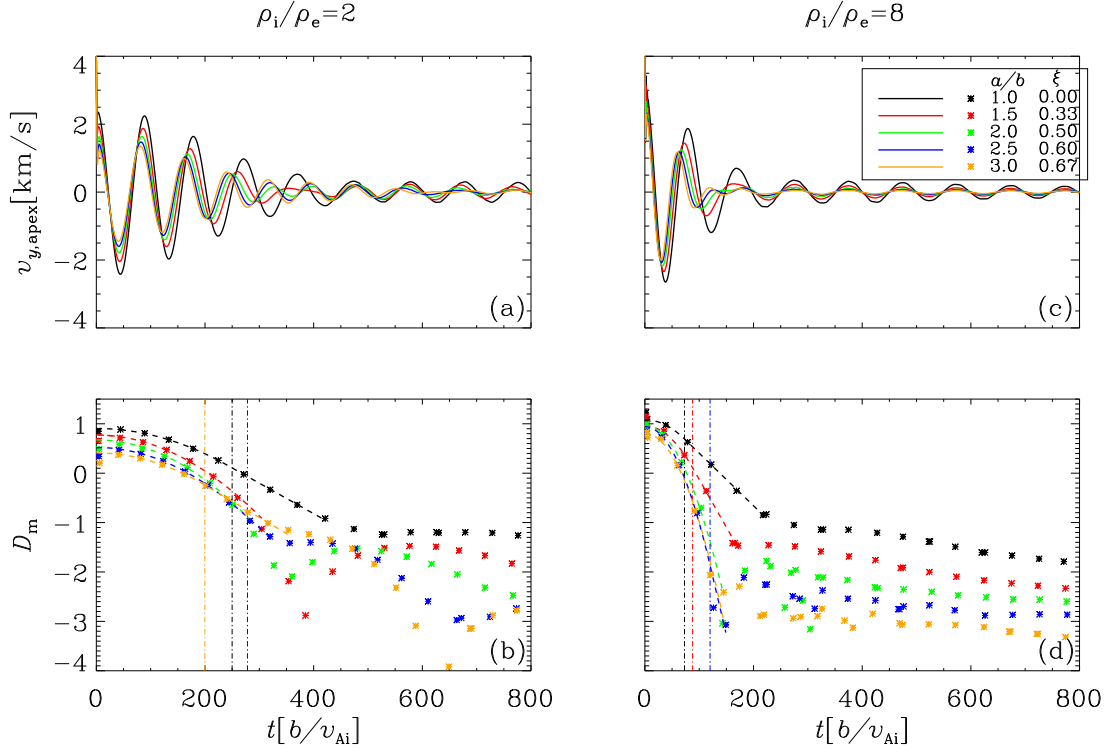 ρi/ρe=2
ρi/ρe=8
4
2
0
−2
−4
vy,apex[km/s]
(a)
a/b ξ
1.0 0.00
1.5 0.33
2.0 0.50
2.5 0.60
3.0 0.67
(c)
1
0
−1
−2
−3
−4
Dm
(b)
(d)
0 200 400 600 800
0 200 400 600 800
t[b/vAi]
t[b/vAi]